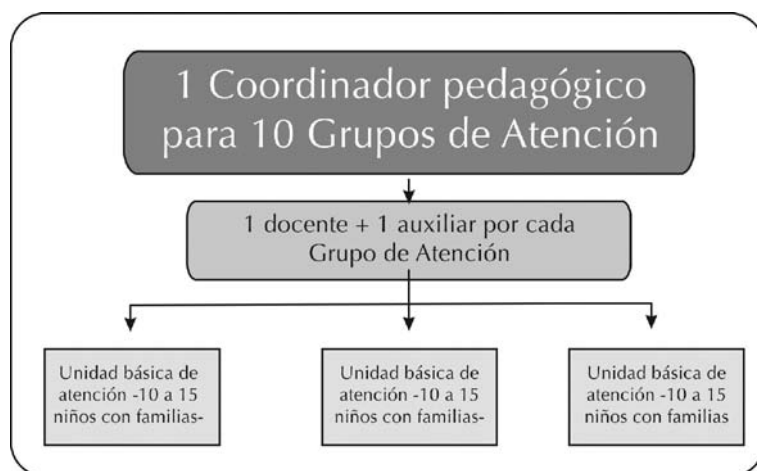 1 Coordinador pedagógico
para 10 Grupos de Atención
1 docente + 1 auxiliar por cada
Grupo de Atención
Unidad básica de
atención -10 a 15
niños con familias-
Unidad básica de
atención -10 a 15
niños con familias-
Unidad básica de
atención -10 a 15
niños con familias